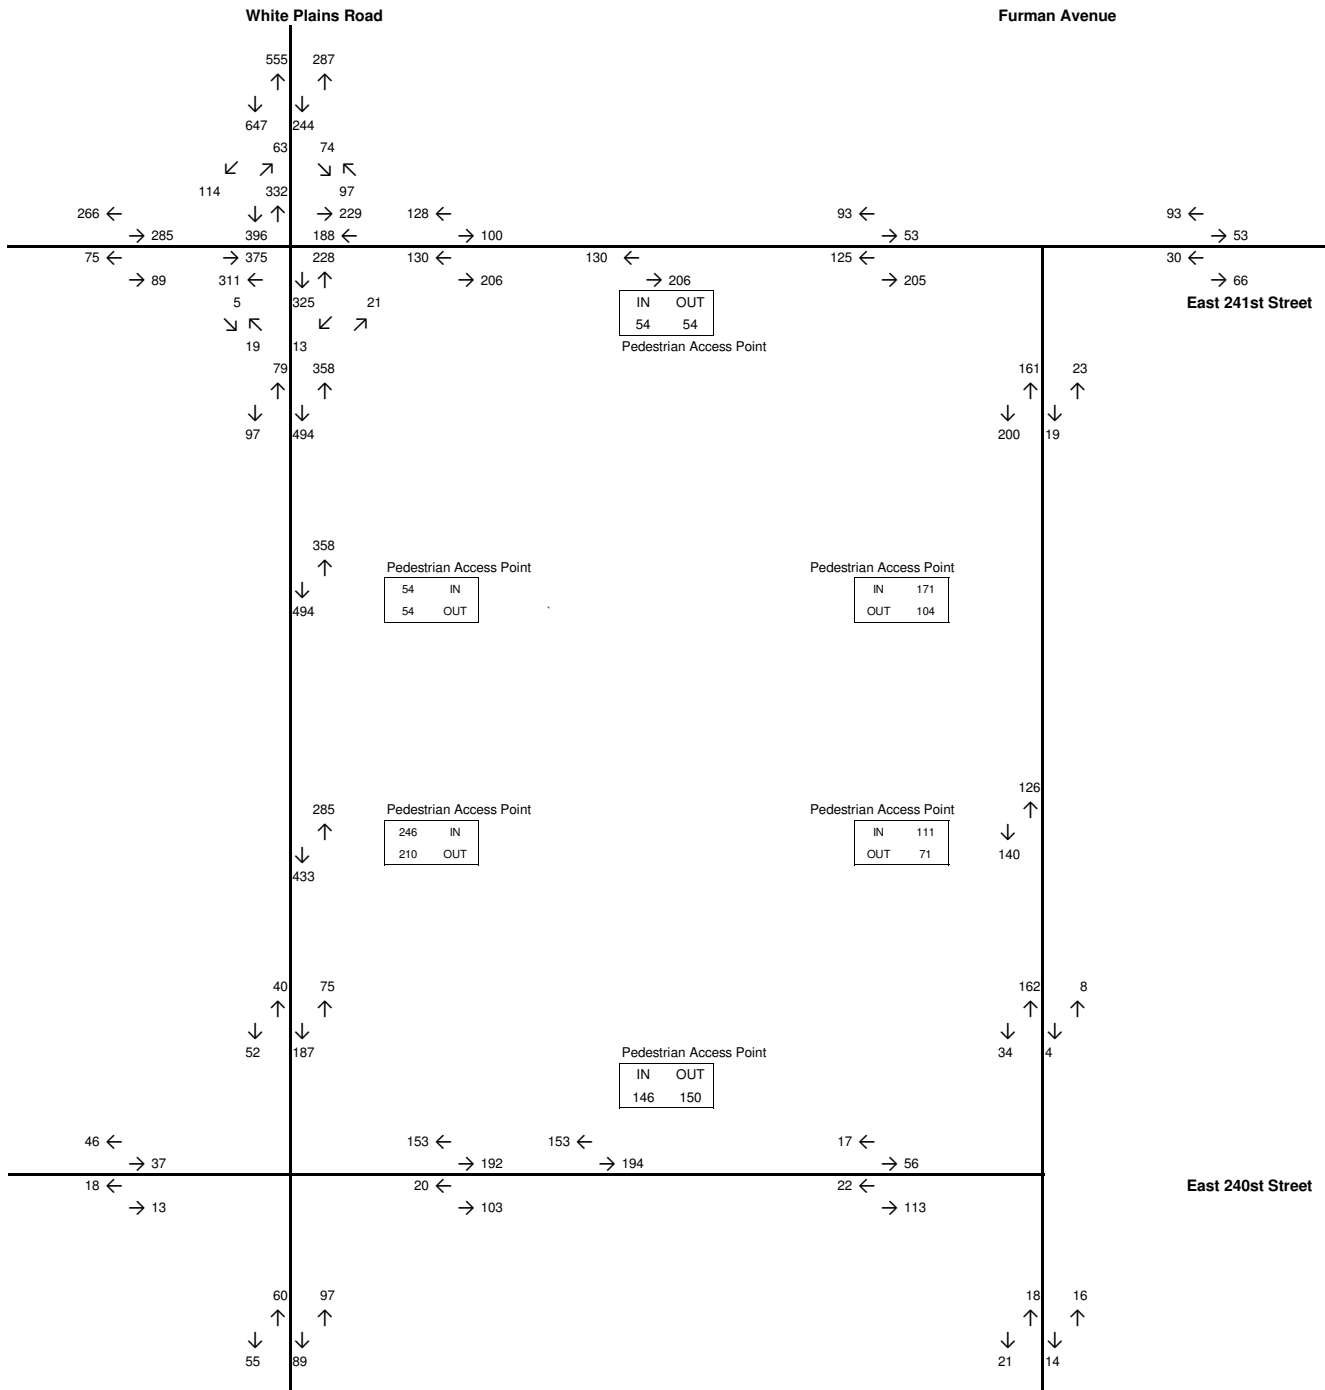 White Plains Road Furman Avenue
555 287
↑ ↑
↓ ↓
647 244
63 74
↙ ↗ ↘ ↖
114 332 97
266 ← ↓ ↑ → 229 128 ← 93 ← 93 ←
→ 285 396 188 ← → 100 → 53 → 53
75 ← → 375 228 130 ← 130 ← 125 ← 30 ←
→ 89 311 ← ↓ ↑ → 206 → 206 → 205 → 66
5 325 21 IN OUT East 241st Street
↘ ↖ ↙ ↗ 54 54
19 13 Pedestrian Access Point
79 358 161 23
↑ ↑ ↑ ↑
↓ ↓ ↓ ↓
97 494 200 19
358
↑ Pedestrian Access Point Pedestrian Access Point
↓ 54 IN IN 171
494 54 OUT ` OUT 104
126
285 Pedestrian Access Point Pedestrian Access Point ↑
↑ 246 IN IN 111 ↓
↓ 210 OUT OUT 71 140
433
40 75 162 8
↑ ↑ ↑ ↑
↓ ↓ ↓ ↓
52 187 Pedestrian Access Point 34 4
IN OUT
146 150
46 ← 153 ← 153 ← 17 ←
→ 37 → 192 → 194 → 56
18 ← 20 ← 22 ← East 240st Street
→ 13 → 103 → 113
60 97 18 16
↑ ↑ ↑ ↑
↓ ↓ ↓ ↓
55 89 21 14